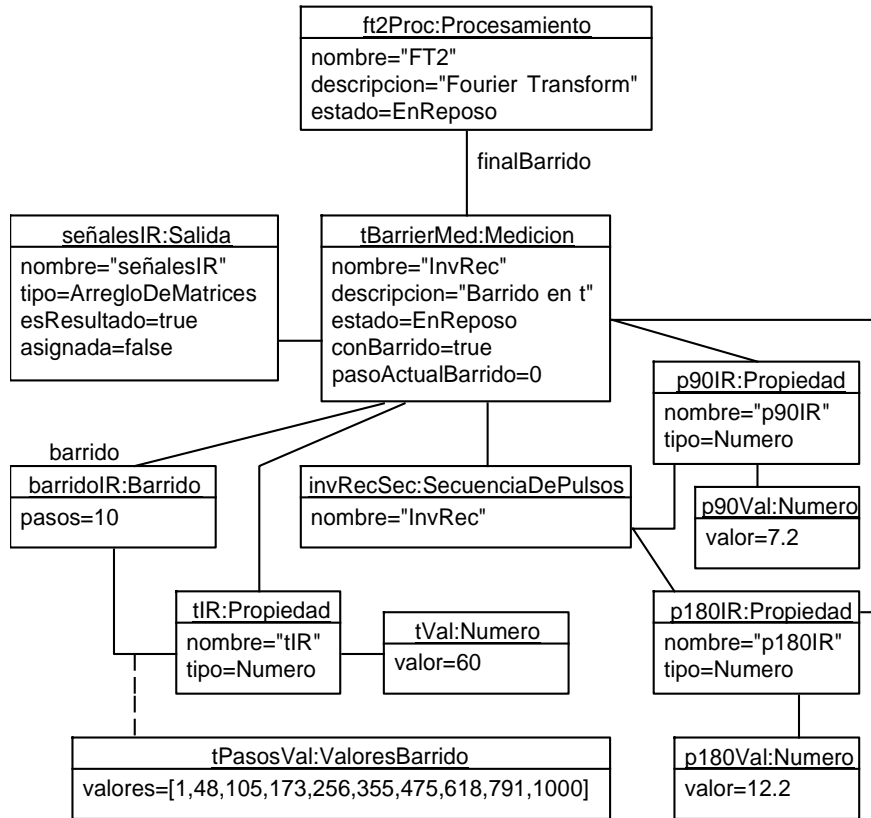 ft2Proc:Procesamiento
nombre="FT2"
descripcion="Fourier Transform"
estado=EnReposo
finalBarrido
señalesIR:Salida
nombre="señalesIR"
tipo=ArregloDeMatrices
esResultado=true
asignada=false
tBarrierMed:Medicion
nombre="InvRec"
descripcion="Barrido en t"
estado=EnReposo
conBarrido=true
pasoActualBarrido=0
p90IR:Propiedad
nombre="p90IR"
tipo=Numero
barrido
barridoIR:Barrido
pasos=10
invRecSec:SecuenciaDePulsos
nombre="InvRec"
p90Val:Numero
valor=7.2
tIR:Propiedad
nombre="tIR"
tipo=Numero
tVal:Numero
valor=60
p180IR:Propiedad
nombre="p180IR"
tipo=Numero
tPasosVal:ValoresBarrido
valores=[1,48,105,173,256,355,475,618,791,1000]
p180Val:Numero
valor=12.2